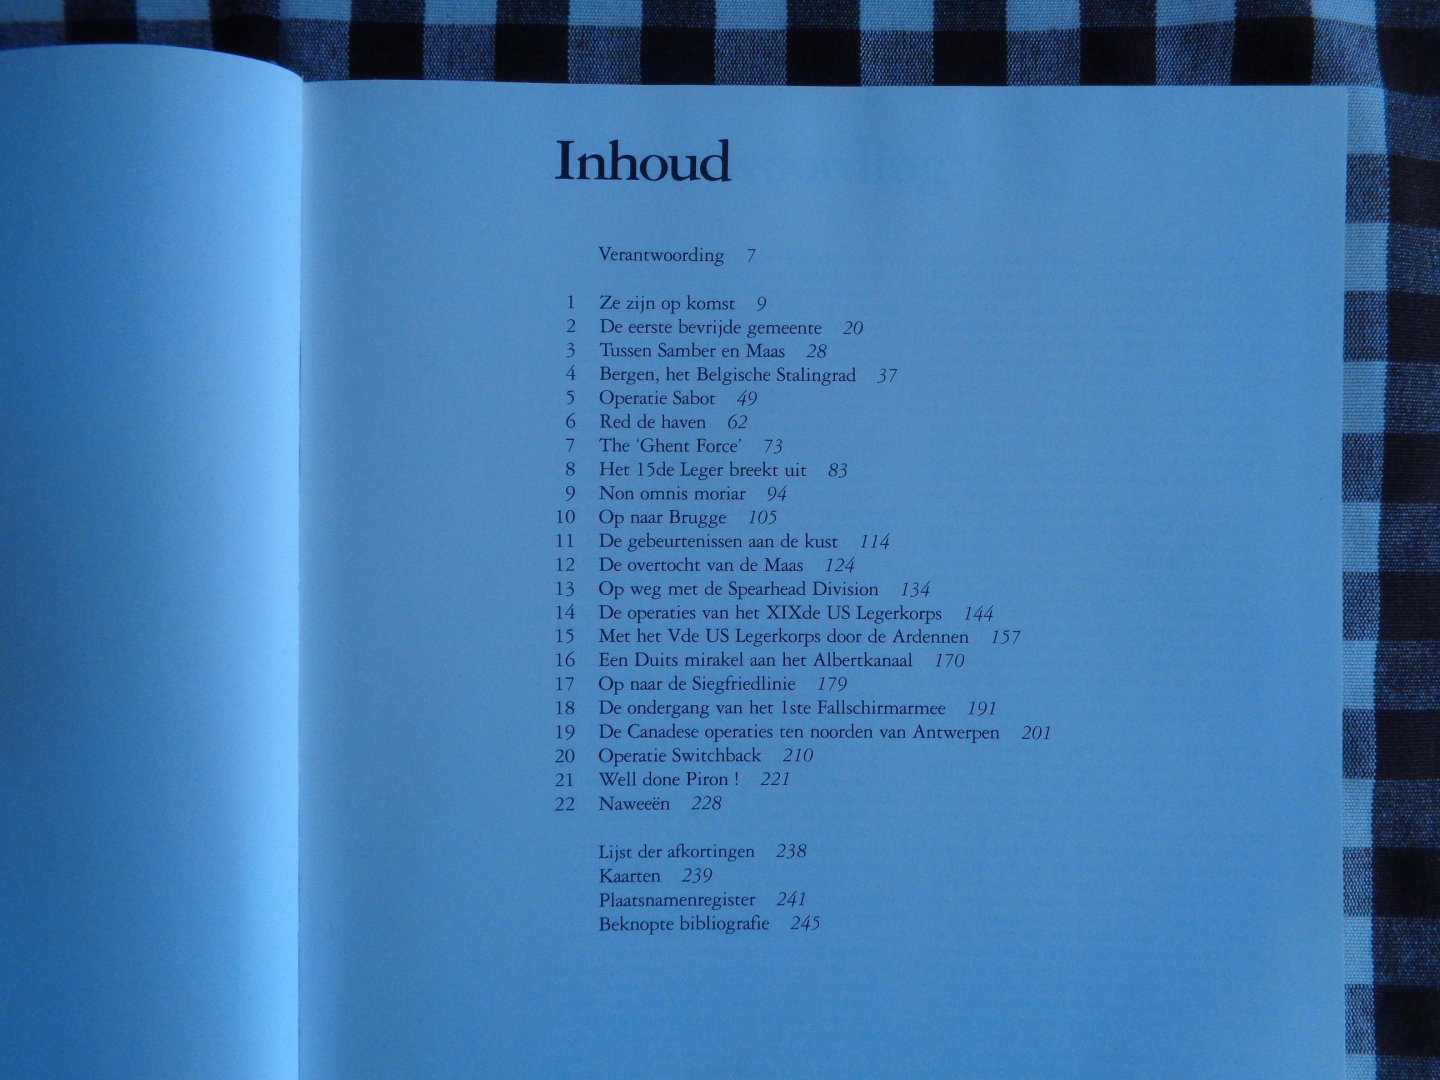 Inhoud
Verantwoording 7
1 Ze zijn op komst 9
2 De eerste bevrijde gemeente 20
3 Tussen Samber en Maas 28
4 Bergen, het Belgische Stalingrad 37
5 Operatie Sabot 49
6 Red de haven 62
7 The ‘Ghent Force’ 73
8 Het 15de Leger breekt uit 83
9 Non omnis moriar 94
10 Op naar Brugge 105
11 De gebeurtenissen aan de kust 114
12 De overtocht van de Maas 124
13 Op weg met de Spearhead Division 134
14 De operaties van het XIXde US Legerkorps 144
15 Met het Vde US Legerkorps door de Ardennen 157
16 Een Duits mirakel aan het Albertkanaal 170
17 Op naar de Siegfriedlinie 179
18 De ondergang van het 1ste Fallschirmarmee 191
19 De Canadese operaties ten noorden van Antwerpen 201
20 Operatie Switchback 210
21 Well done Piron ! 221
22 Naweeën 228
Lijst der afkortingen 238
Kaarten 239
Plaatsnamenregister 241
Beknopte bibliografie 245